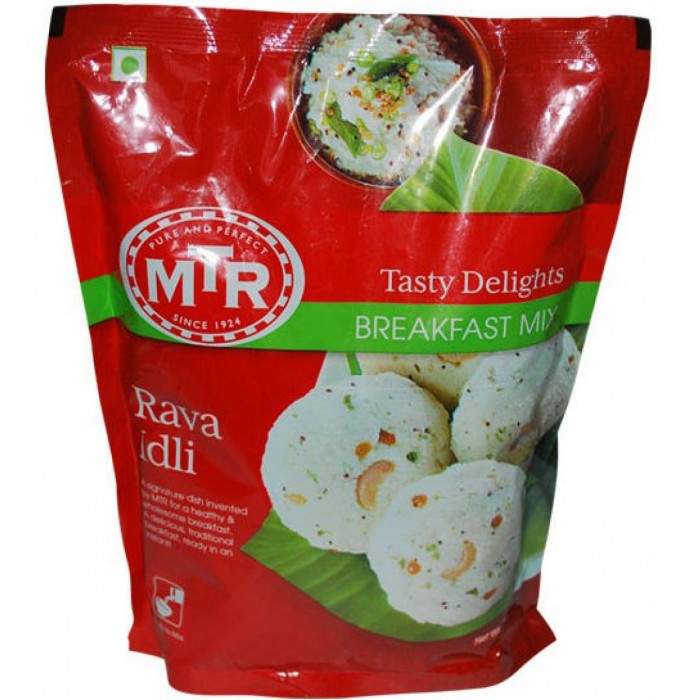 PURE AND PERFECT
MTR
SINCE 1924
Tasty Delights
BREAKFAST MIX
Rava
idli
A signature dish invented
by MTR for a healthy &
wholesome breakfast.
A delicious, traditional
breakfast, ready in an
instant!